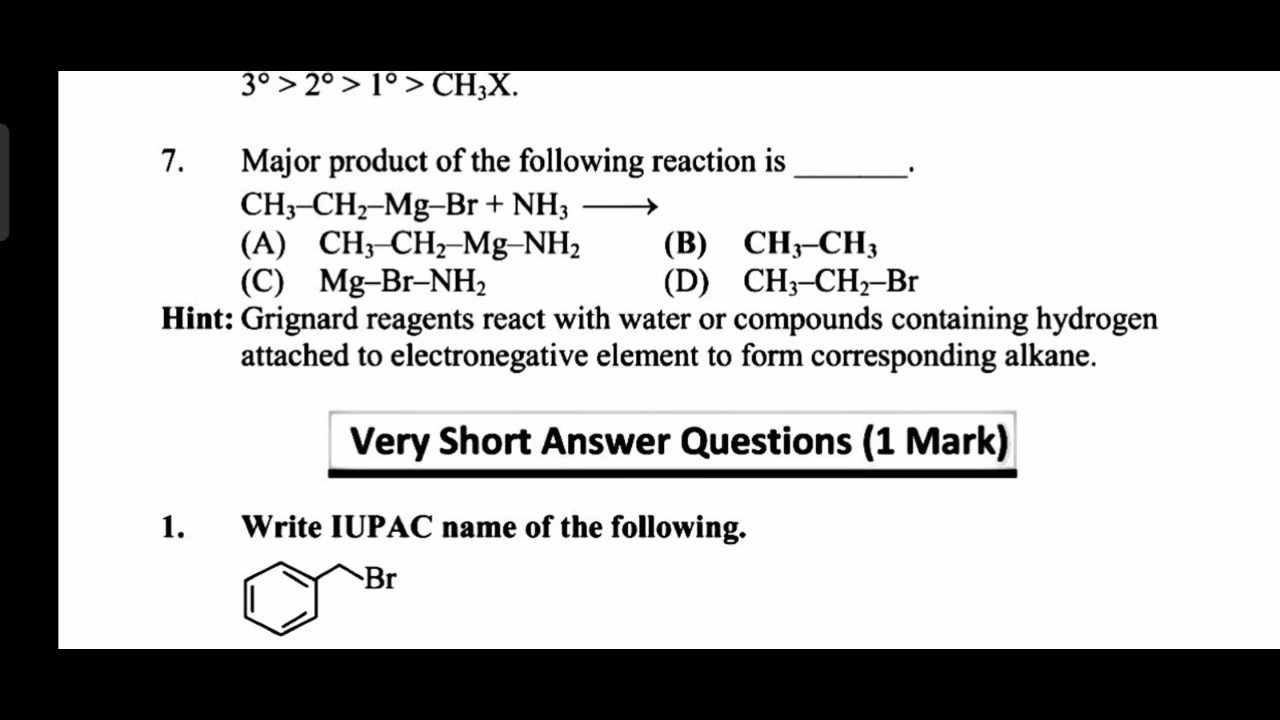 3° > 2° > 1° > CH₃X.
7. Major product of the following reaction is ________.
CH₃–CH₂–Mg–Br + NH₃ ⟶
(A) CH₃–CH₂–Mg–NH₂ (B) CH₃–CH₃
(C) Mg–Br–NH₂ (D) CH₃–CH₂–Br
Hint: Grignard reagents react with water or compounds containing hydrogen
attached to electronegative element to form corresponding alkane.
Very Short Answer Questions (1 Mark)
1. Write IUPAC name of the following.
Br